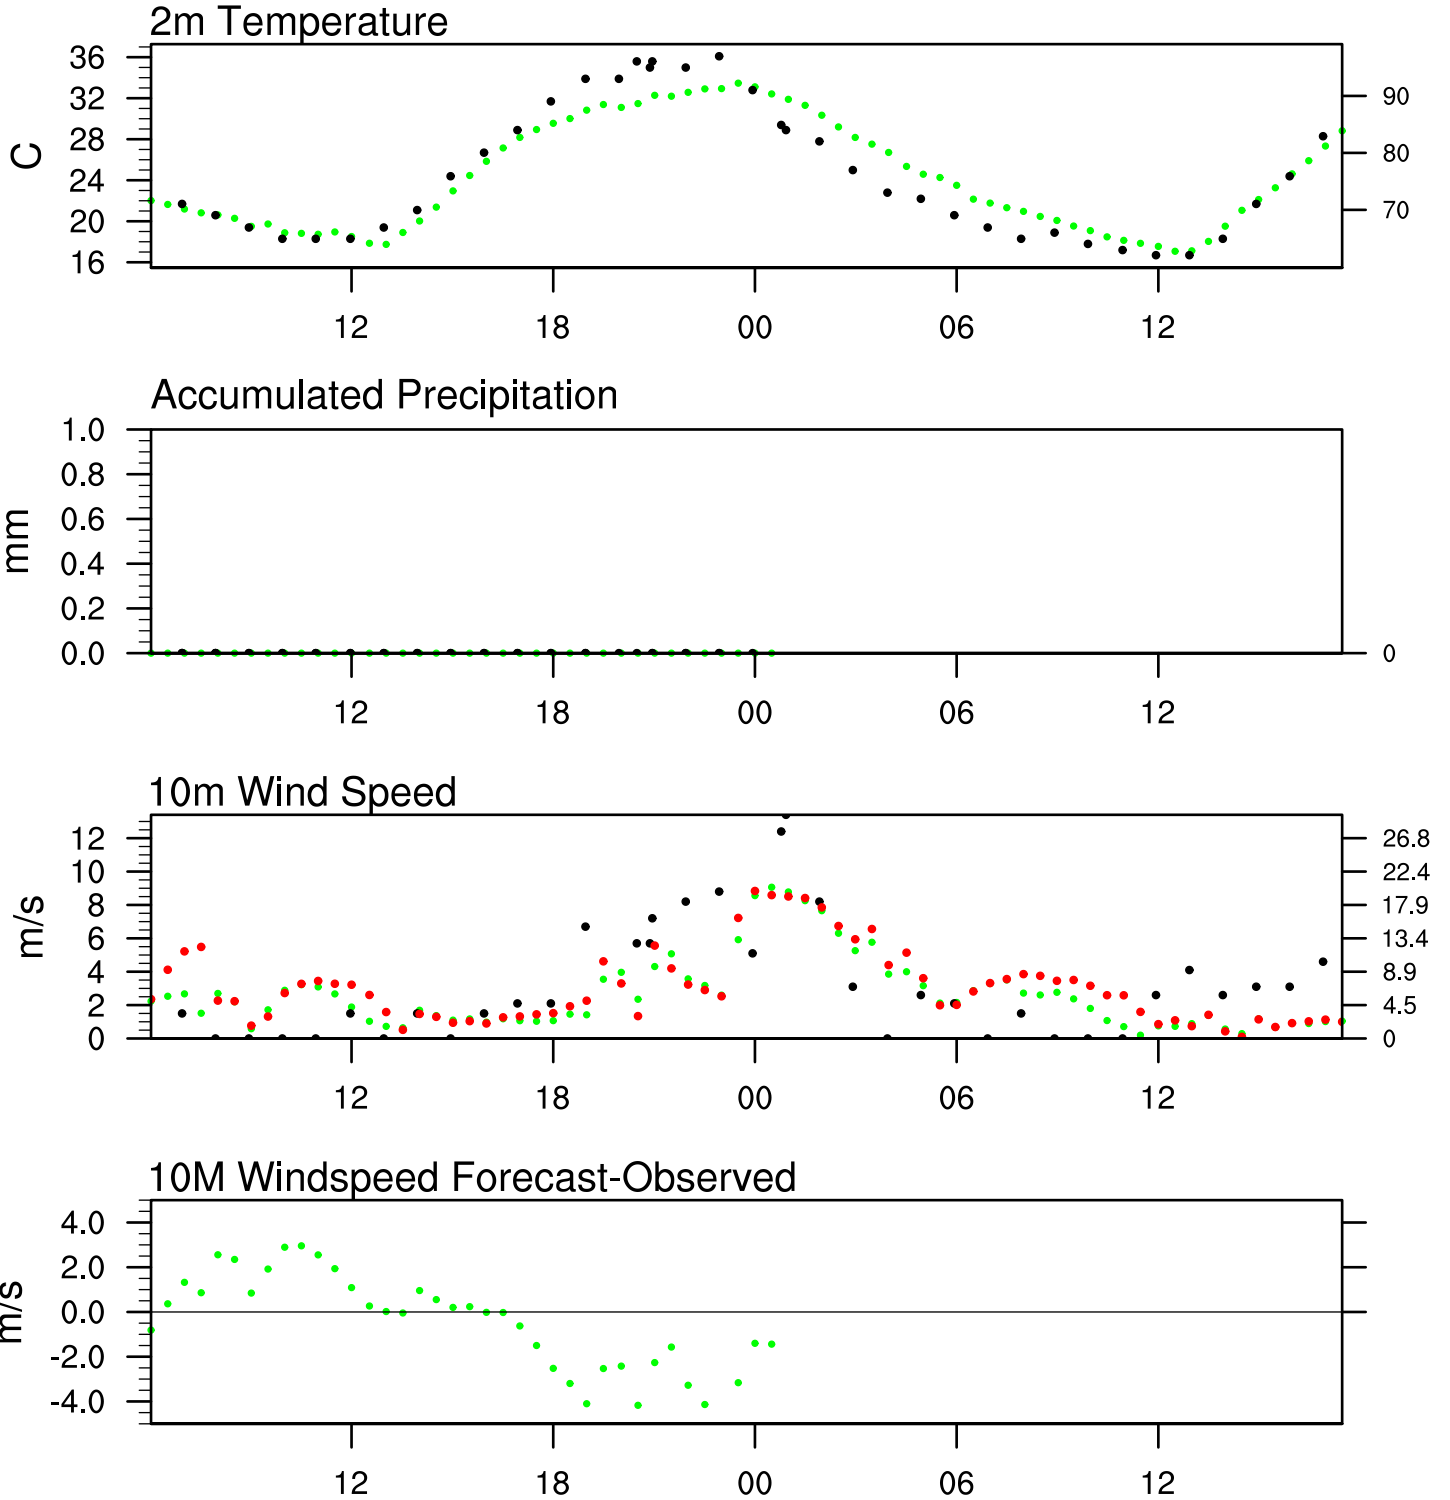 2m Temperature
36
32
28
24
20
16
C
90
80
70
12 18 00 06 12
Accumulated Precipitation
1.0
0.8
0.6
0.4
0.2
0.0
mm
0
12 18 00 06 12
10m Wind Speed
12
10
8
6
4
2
0
m/s
26.8
22.4
17.9
13.4
8.9
4.5
0
12 18 00 06 12
10M Windspeed Forecast-Observed
4.0
2.0
0.0
-2.0
-4.0
m/s
12 18 00 06 12